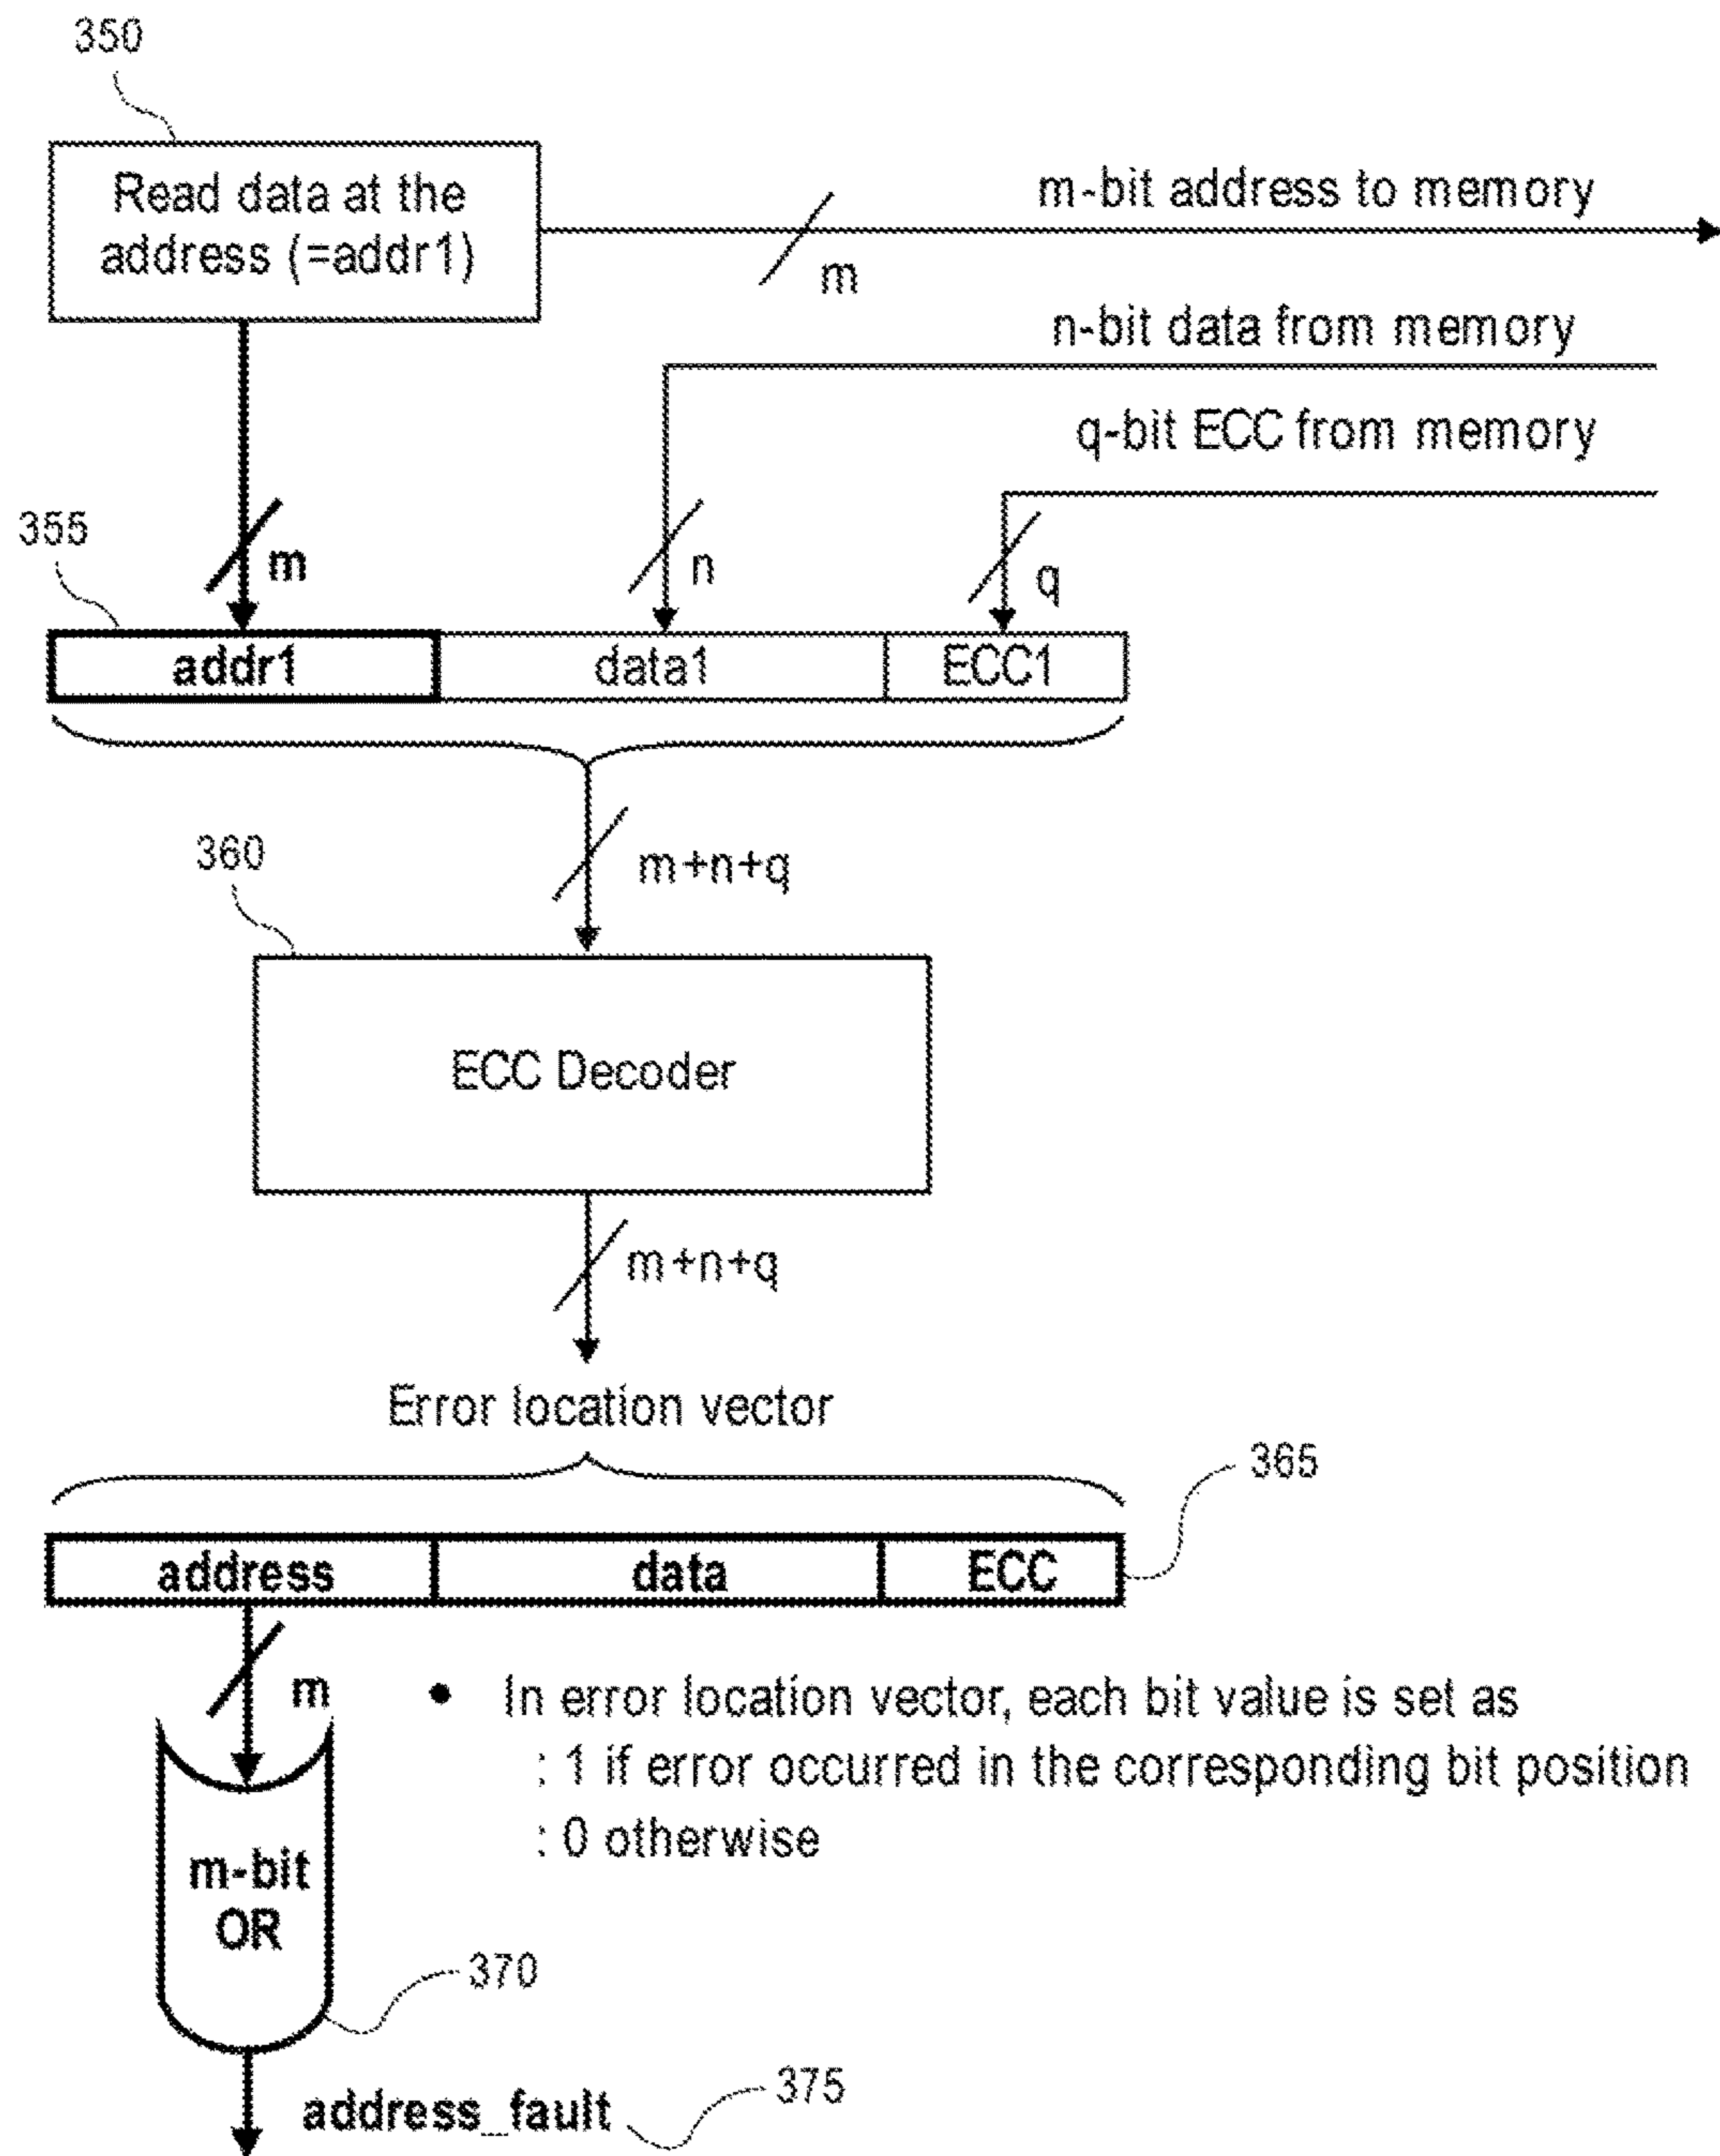 350
Read data at the
address (=addr1)
m-bit address to memory
m
n-bit data from memory
q-bit ECC from memory
355
m
n
q
addr1
data1
ECC1
360
m+n+q
ECC Decoder
m+n+q
Error location vector
365
address
data
ECC
m
• In error location vector, each bit value is set as
: 1 if error occurred in the corresponding bit position
: 0 otherwise
m-bit
OR
370
address_fault
375